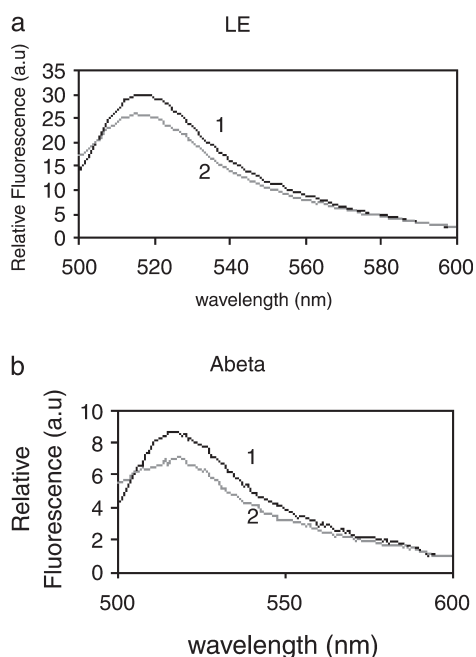 a
LE
Relative Fluorescence (a.u)
35
30
25
20
15
10
5
0
1
2
500 520 540 560 580 600
wavelength (nm)
b
Abeta
Relative
Fluorescence (a.u)
10
8
6
4
2
0
1
2
500 550 600
wavelength (nm)